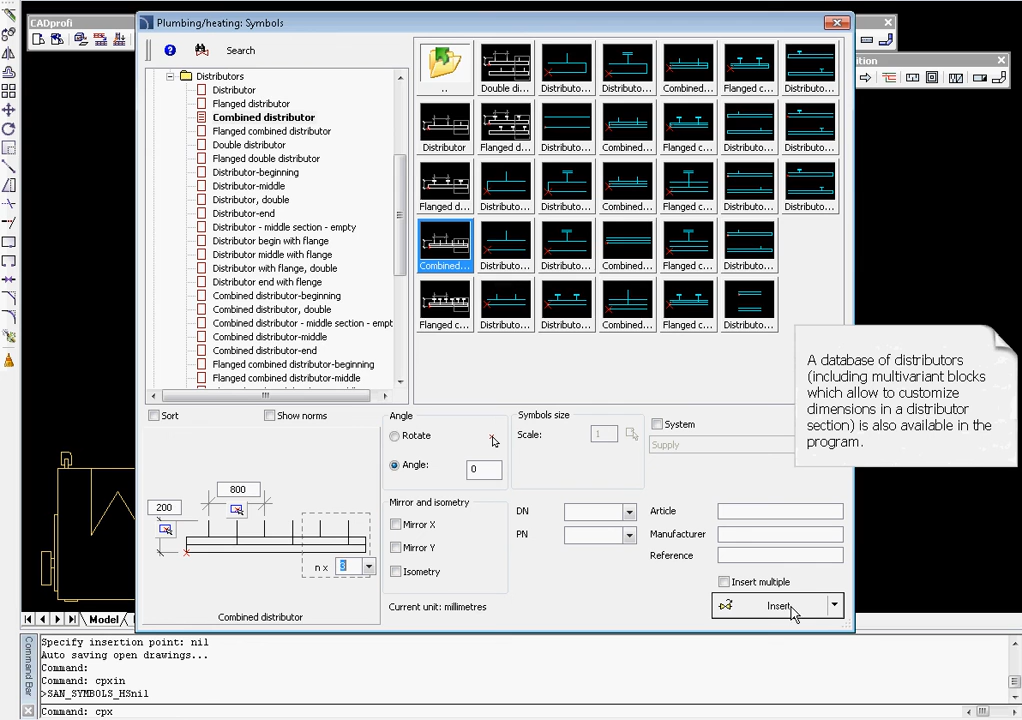 CADprofi
Plumbing/heating: Symbols
ition
Search
Distributors
Distributor
Flanged distributor
Combined distributor
Flanged combined distributor
Double distributor
Flanged double distributor
Distributor-beginning
Distributor-middle
Distributor, double
Distributor-end
Distributor - middle section - empty
Distributor begin with flange
Distributor middle with flange
Distributor with flange, double
Distributor end with flenge
Combined distributor-beginning
Combined distributor, double
Combined distributor - middle section - empt
Combined distributor-middle
Combined distributor-end
Flanged combined distributor-beginning
Flanged combined distributor-middle
.. Double di... Distributo... Distributo... Combined... Flanged c... Distributo...
Distributor Flanged d... Distributo... Combined... Flanged c... Distributo... Distributo...
Flanged d... Distributo... Distributo... Combined... Flanged c... Distributo... Distributo...
Combined... Distributo... Distributo... Combined... Flanged c... Distributo...
Flanged c... Distributo... Distributo... Combined... Flanged c... Distributo...
A database of distributors
(including multivariant blocks
which allow to customize
dimensions in a distributor
section) is also available in the
program.
Sort Show norms
Angle
Rotate
Angle: 0
Symbols size
Scale: 1
System
Supply
800
200
n x 3
Combined distributor
Mirror and isometry
Mirror X
Mirror Y
Isometry
DN
PN
Article
Manufacturer
Reference
Current unit: millimetres
Insert multiple
Insert
Model
Command Bar
Specify insertion point: nil
Auto saving open drawings...
Command:
Command: cpxin
>SAN_SYMBOLS_HSnil
Command: cpx